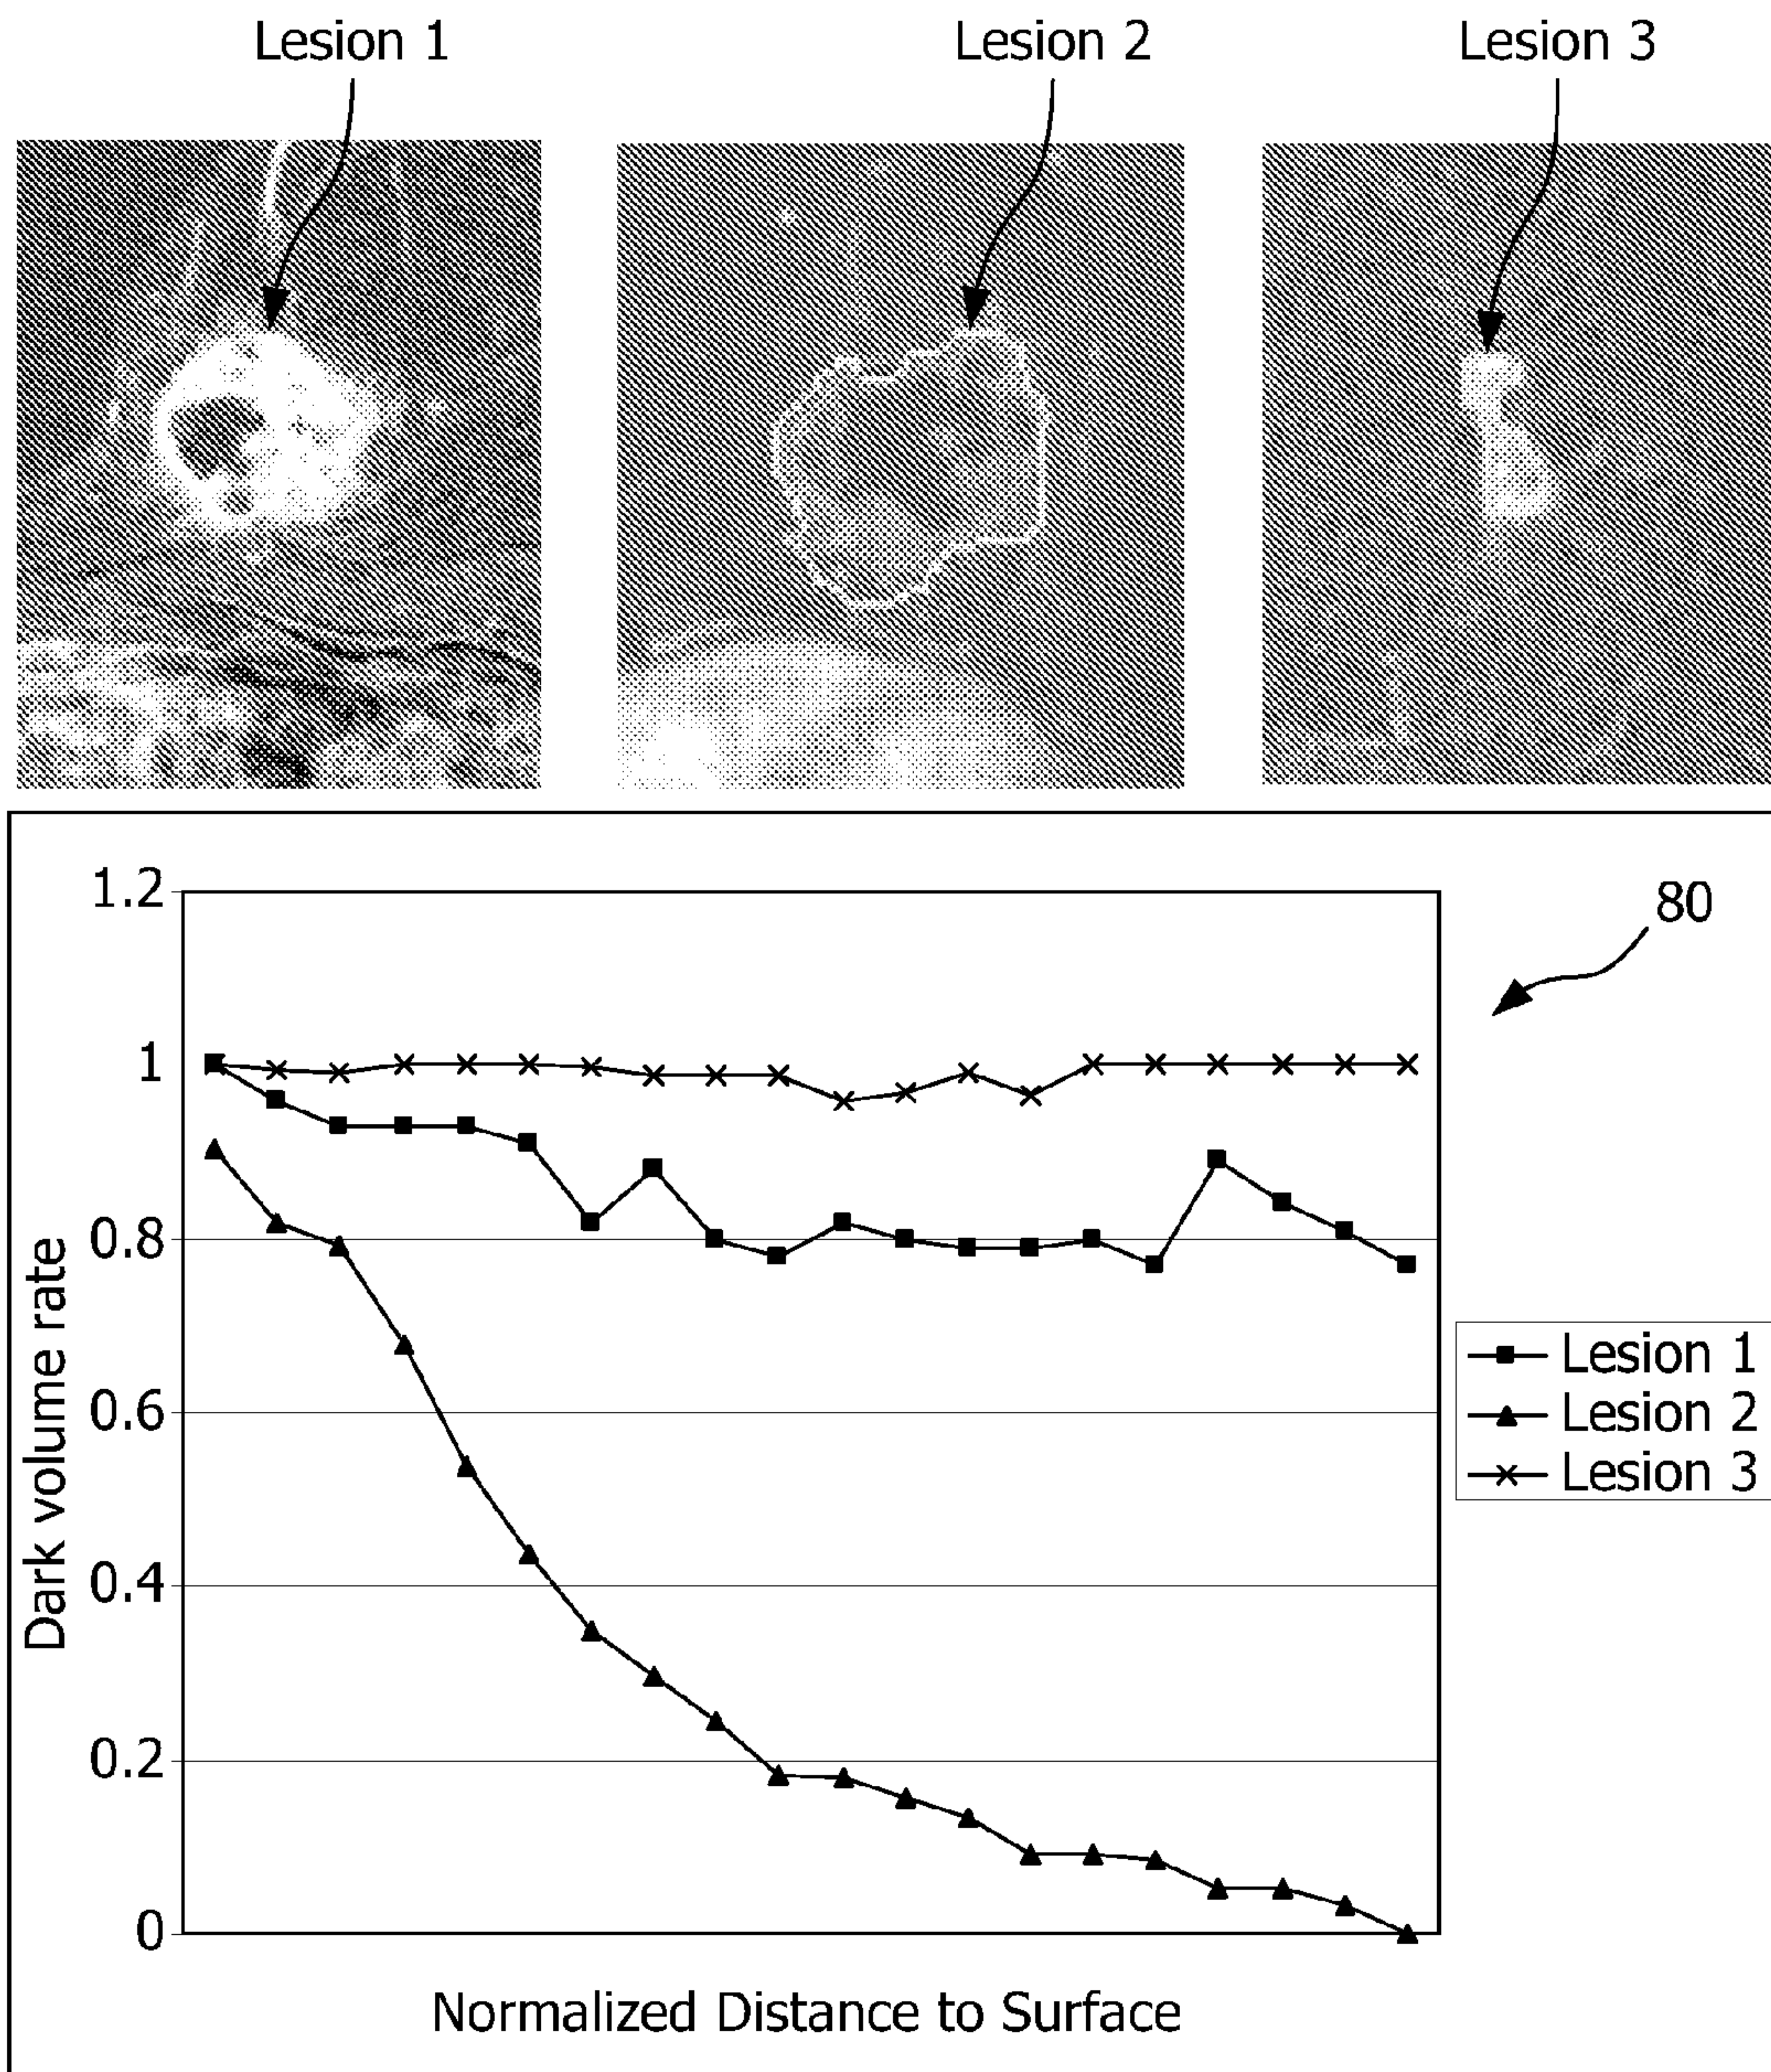 Lesion 1
Lesion 2
Lesion 3
80
1.2
1
0.8
0.6
0.4
0.2
0
Dark volume rate
Normalized Distance to Surface
Lesion 1
Lesion 2
Lesion 3